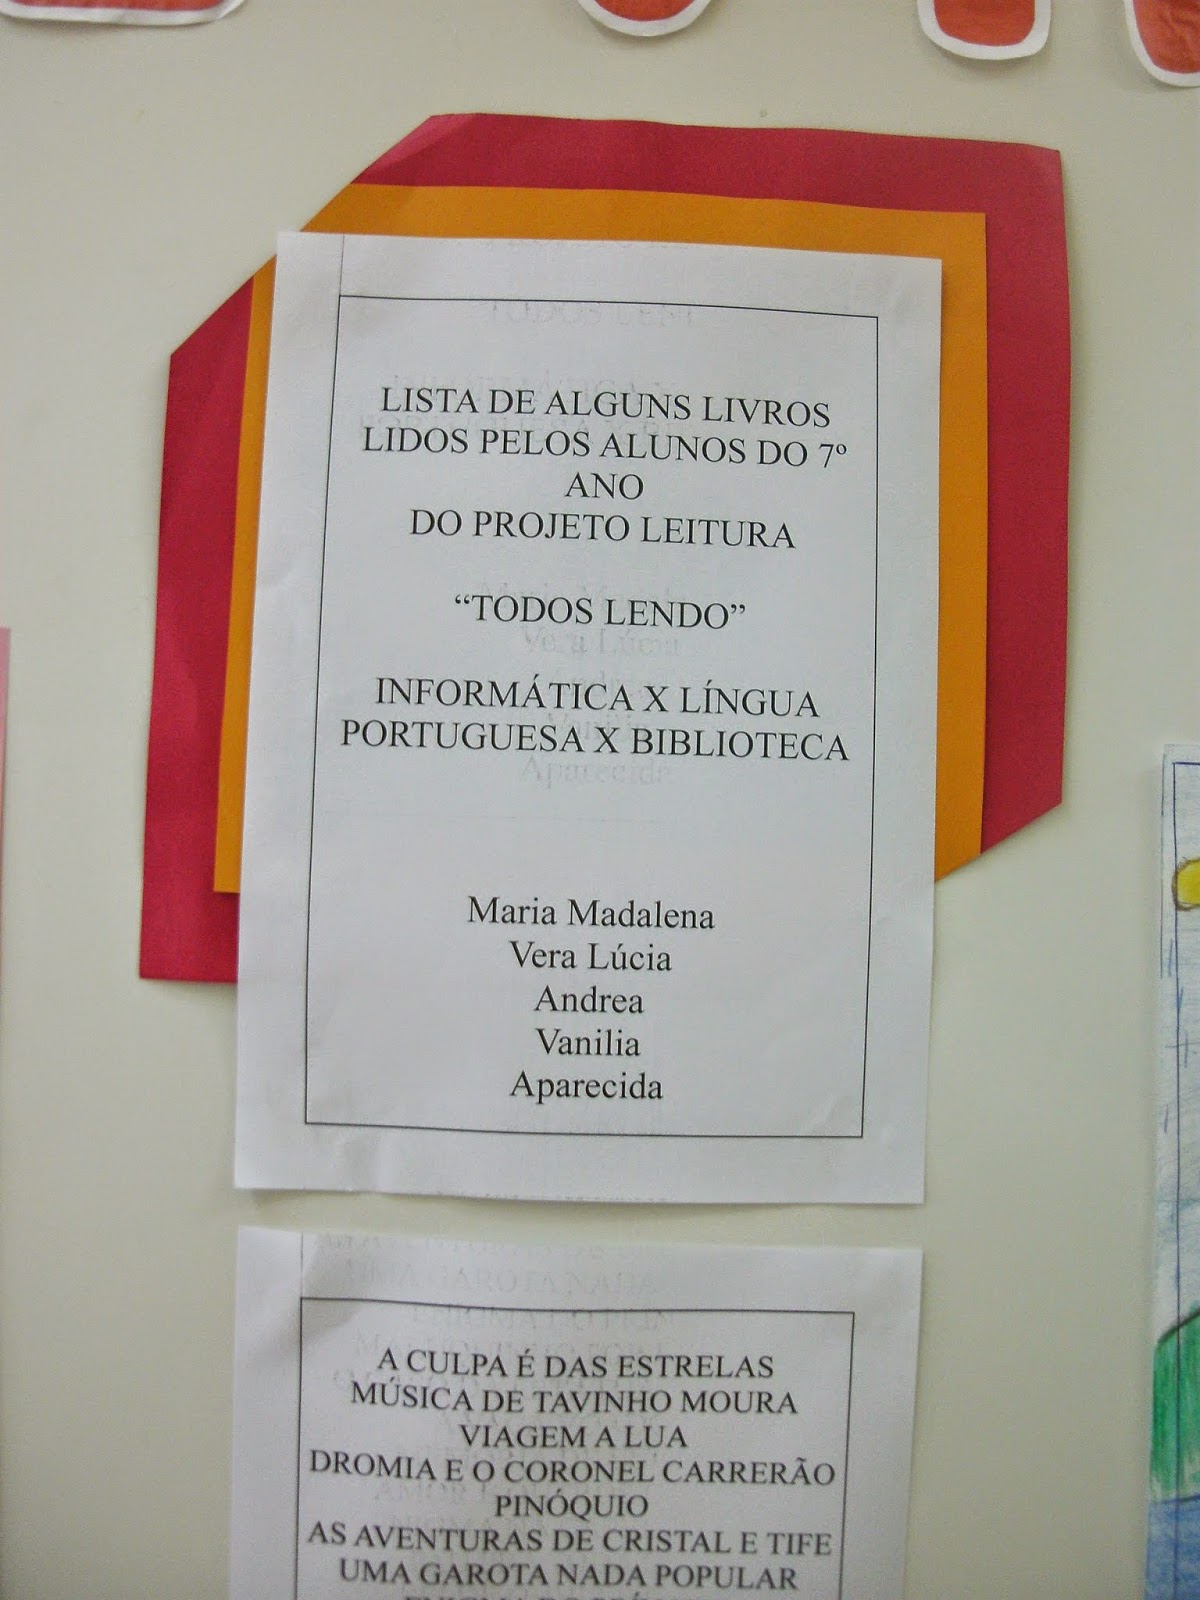 LISTA DE ALGUNS LIVROS
LIDOS PELOS ALUNOS DO 7º
ANO
DO PROJETO LEITURA
“TODOS LENDO”
INFORMÁTICA X LÍNGUA
PORTUGUESA X BIBLIOTECA
Maria Madalena
Vera Lúcia
Andrea
Vanilia
Aparecida
A CULPA É DAS ESTRELAS
MÚSICA DE TAVINHO MOURA
VIAGEM A LUA
DROMIA E O CORONEL CARRERÃO
PINÓQUIO
AS AVENTURAS DE CRISTAL E TIFE
UMA GAROTA NADA POPULAR